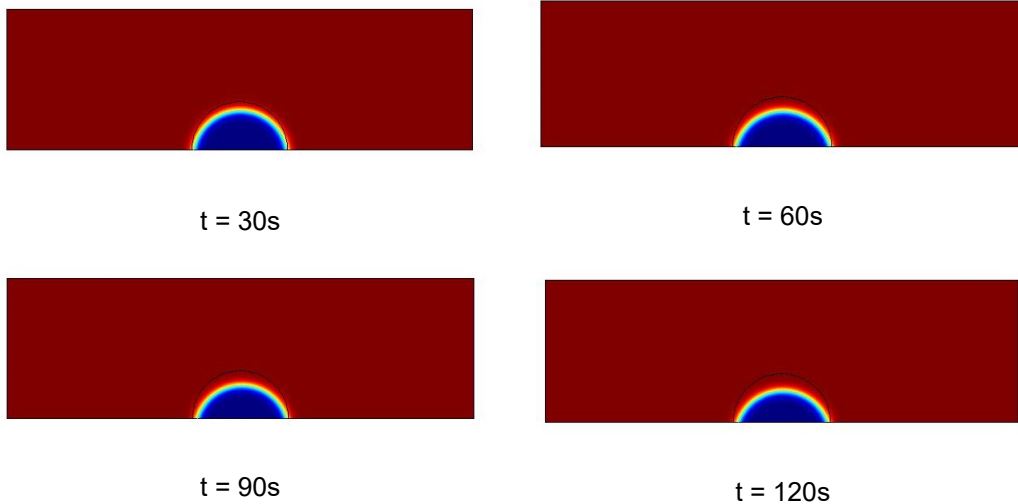 t = 30s
t = 60s
t = 90s
t = 120s